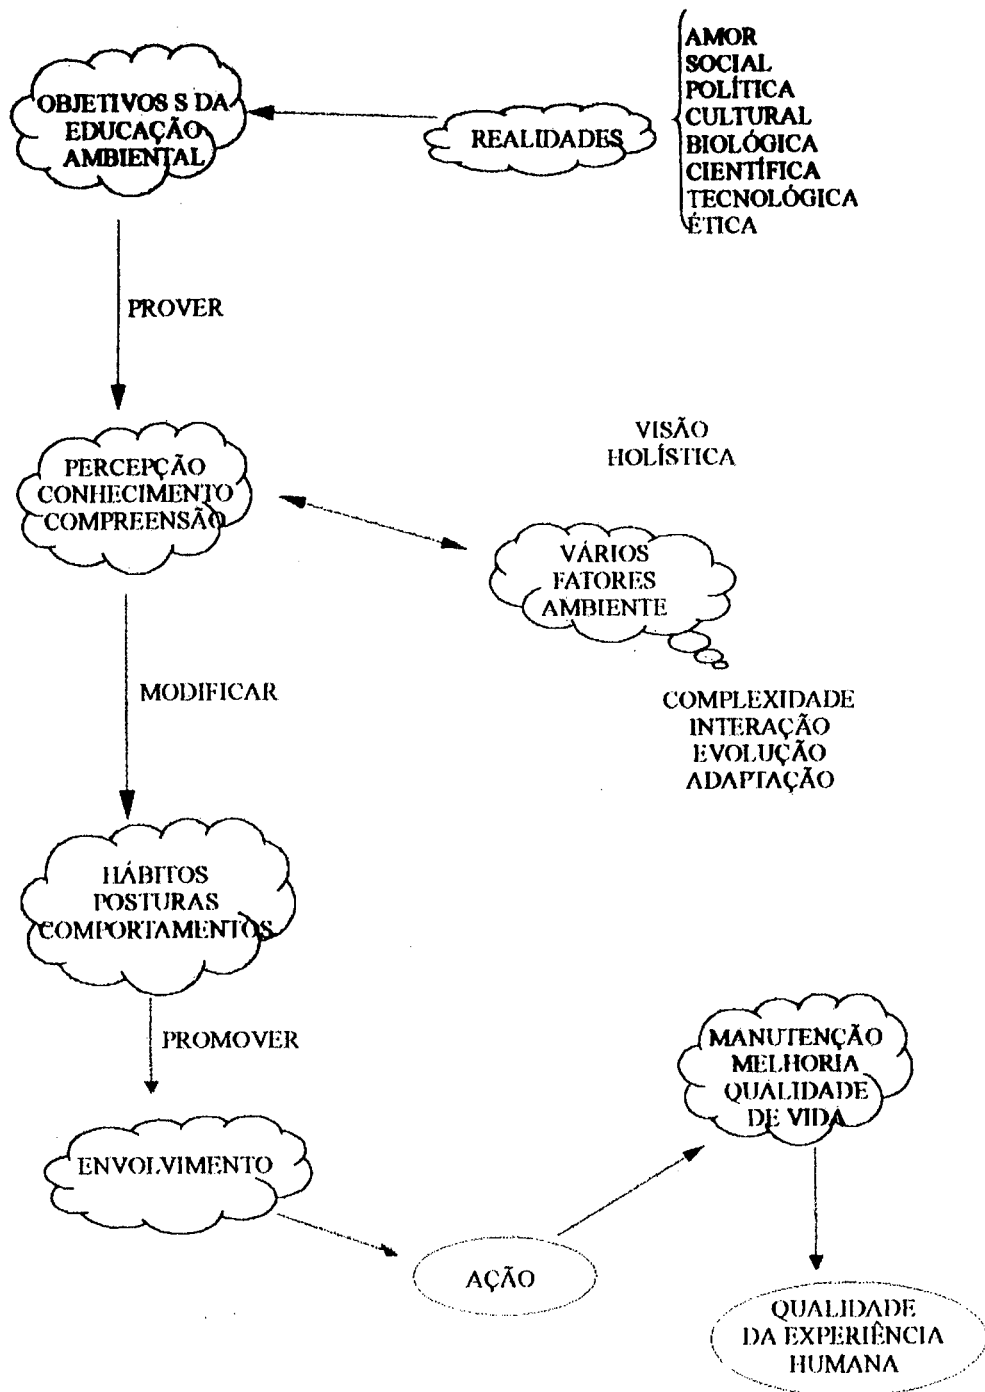 OBJETIVOS S DA
EDUCAÇÃO
AMBIENTAL
REALIDADES
AMOR
SOCIAL
POLÍTICA
CULTURAL
BIOLÓGICA
CIENTÍFICA
TECNOLÓGICA
ÉTICA
PROVER
PERCEPÇÃO
CONHECIMENTO
COMPREENSÃO
VISÃO
HOLÍSTICA
VÁRIOS
FATORES
AMBIENTE
MODIFICAR
COMPLEXIDADE
INTERAÇÃO
EVOLUÇÃO
ADAPTAÇÃO
HÁBITOS
POSTURAS
COMPORTAMENTOS
PROMOVER
ENVOLVIMENTO
AÇÃO
MANUTENÇÃO
MELHORIA
QUALIDADE
DE VIDA
QUALIDADE
DA EXPERIÊNCIA
HUMANA